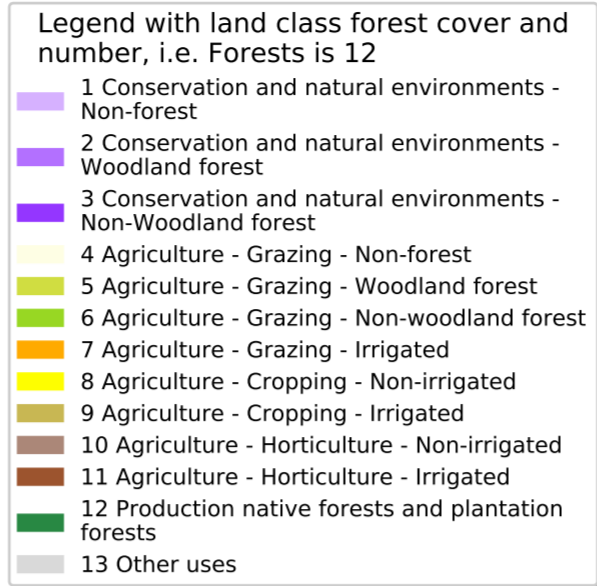 Legend with land class forest cover and
number, i.e. Forests is 12
1 Conservation and natural environments -
Non-forest
2 Conservation and natural environments -
Woodland forest
3 Conservation and natural environments -
Non-Woodland forest
4 Agriculture - Grazing - Non-forest
5 Agriculture - Grazing - Woodland forest
6 Agriculture - Grazing - Non-woodland forest
7 Agriculture - Grazing - Irrigated
8 Agriculture - Cropping - Non-irrigated
9 Agriculture - Cropping - Irrigated
10 Agriculture - Horticulture - Non-irrigated
11 Agriculture - Horticulture - Irrigated
12 Production native forests and plantation
forests
13 Other uses